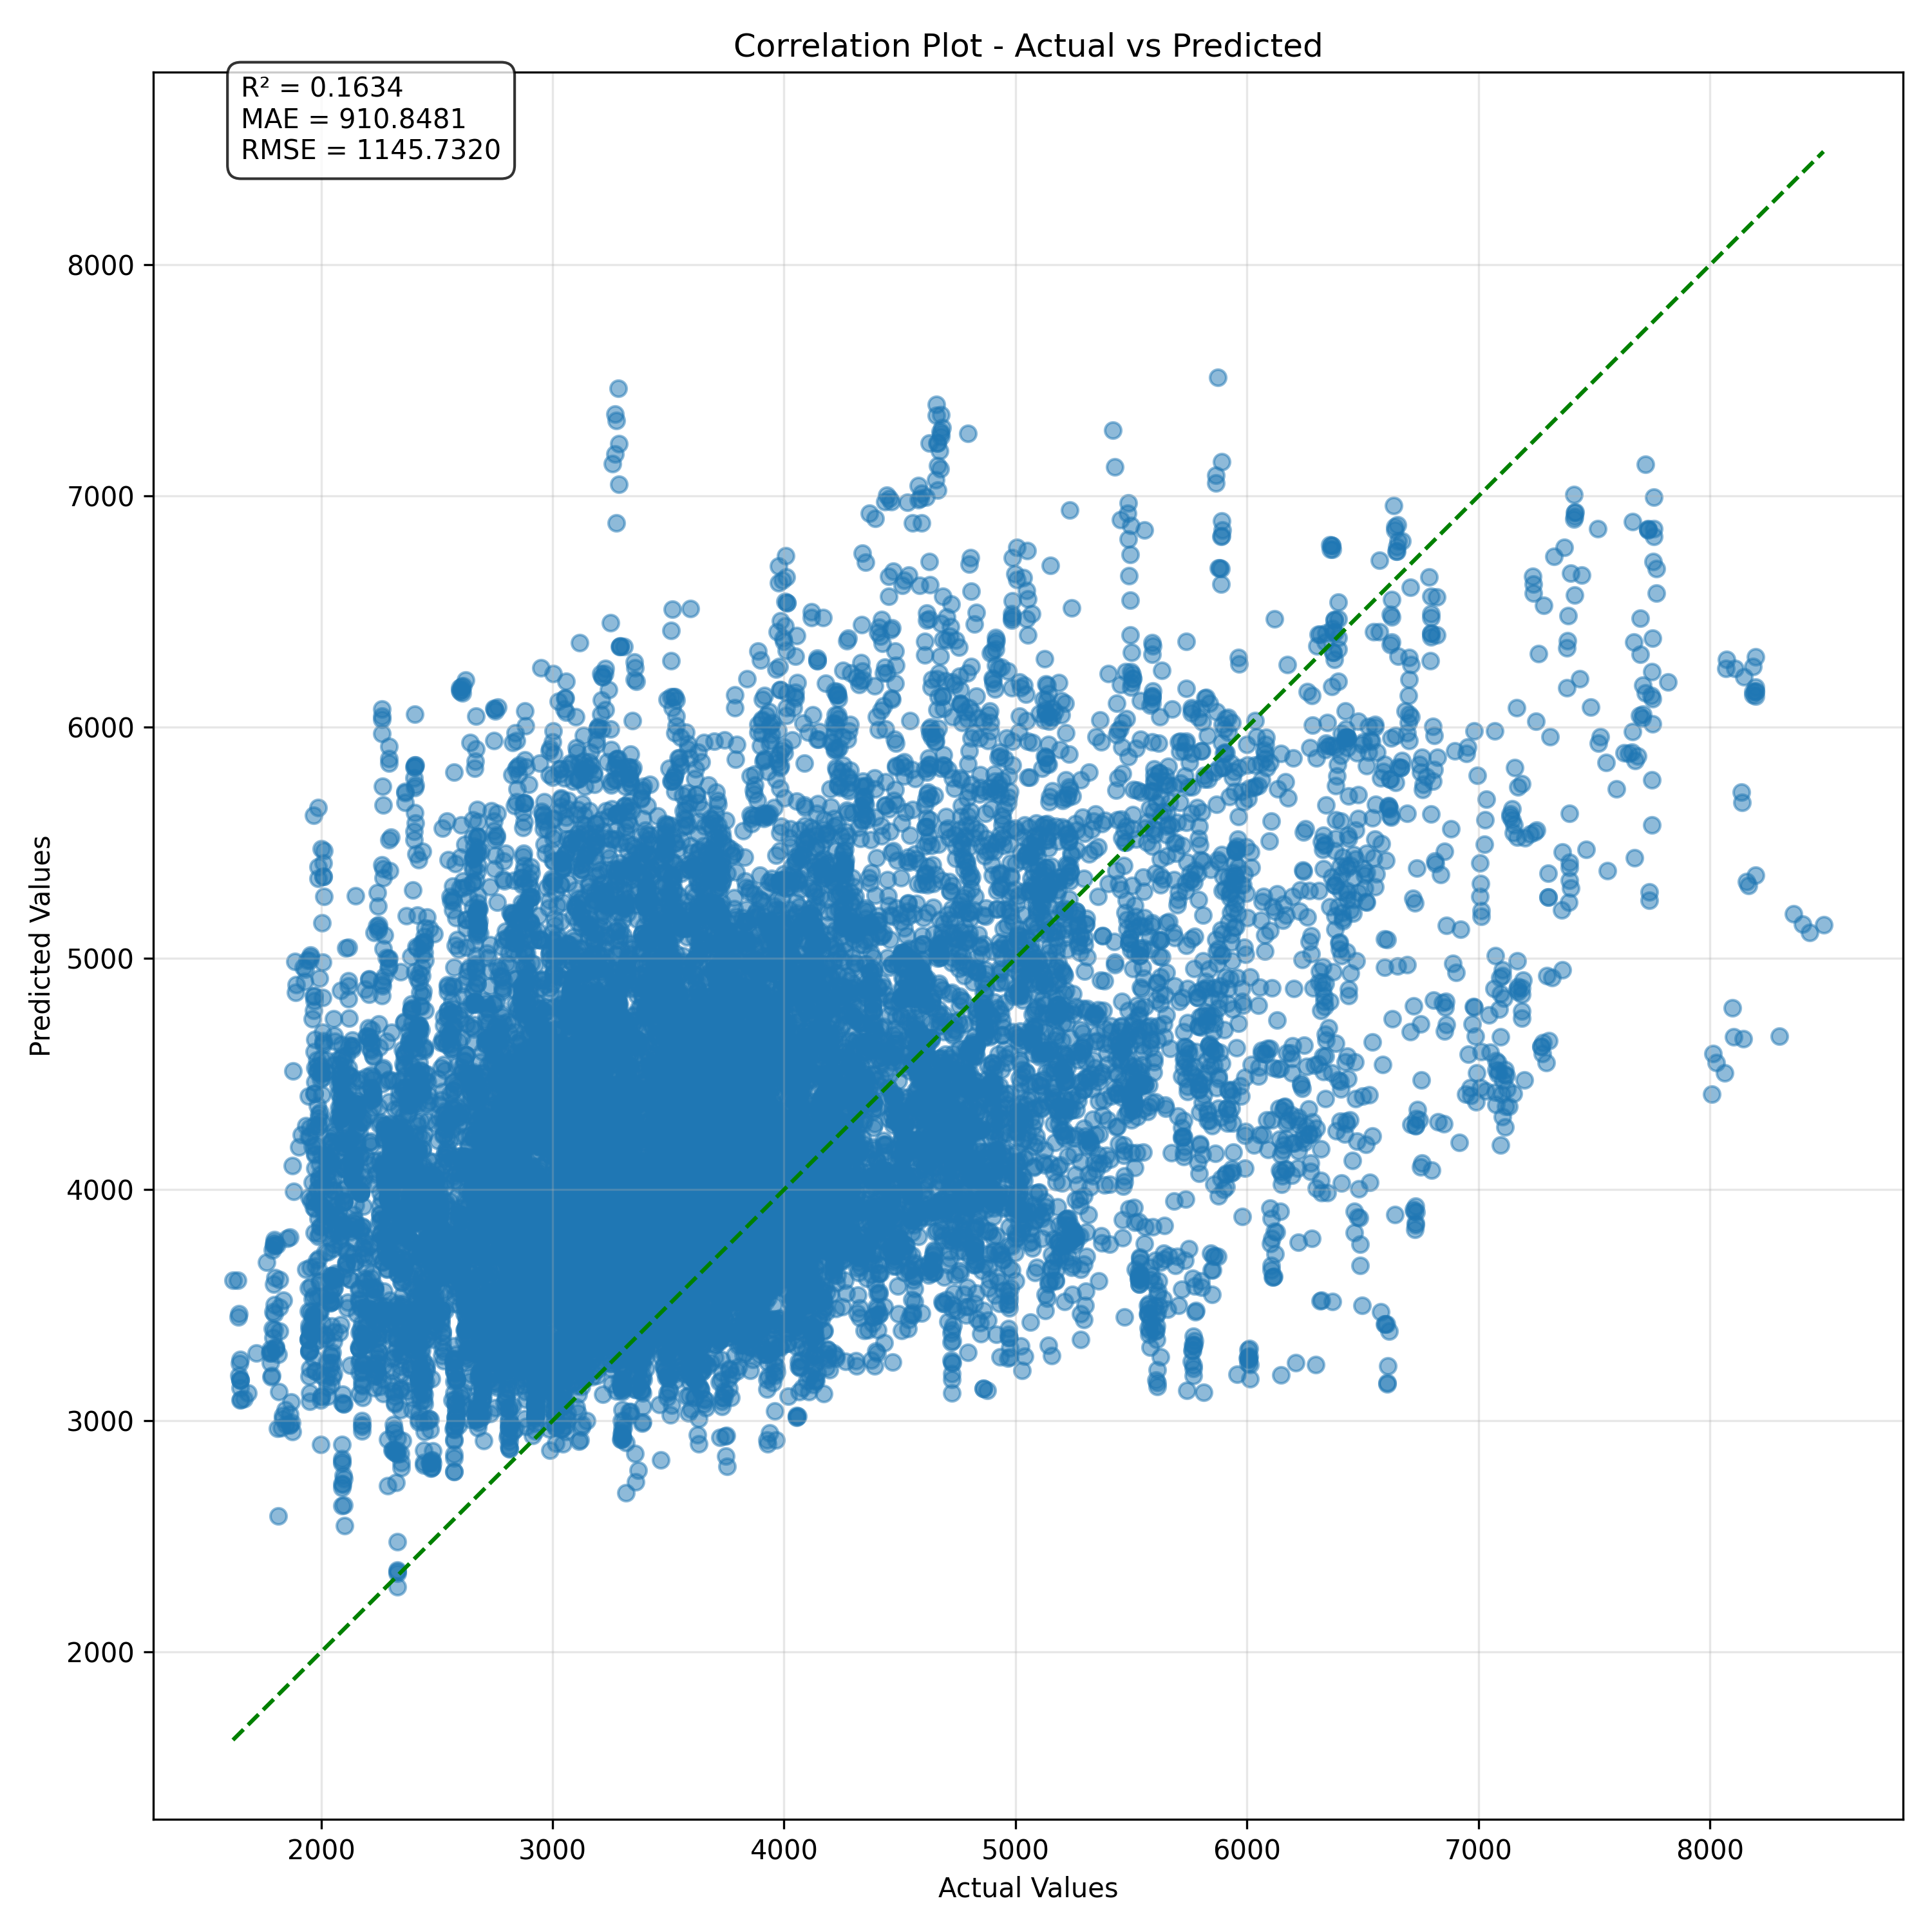 Correlation Plot - Actual vs Predicted
R² = 0.1634
MAE = 910.8481
RMSE = 1145.7320
8000
7000
6000
5000
4000
3000
2000
Predicted Values
2000 3000 4000 5000 6000 7000 8000
Actual Values